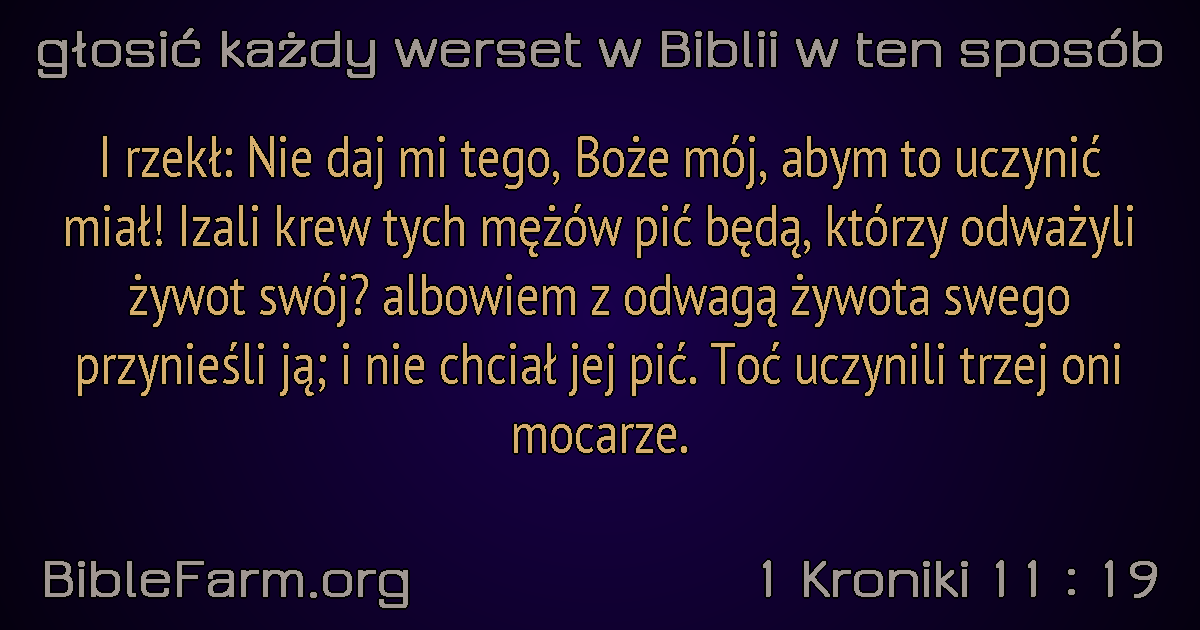 głosić każdy werset w Biblii w ten sposób
I rzekł: Nie daj mi tego, Boże mój, abym to uczynić
miał! Izali krew tych mężów pić będą, którzy odważyli
żywot swój? albowiem z odwagą żywota swego
przynieśli ją; i nie chciał jej pić. Toć uczynili trzej oni
mocarze.
BibleFarm.org
1 Kroniki 11 : 19